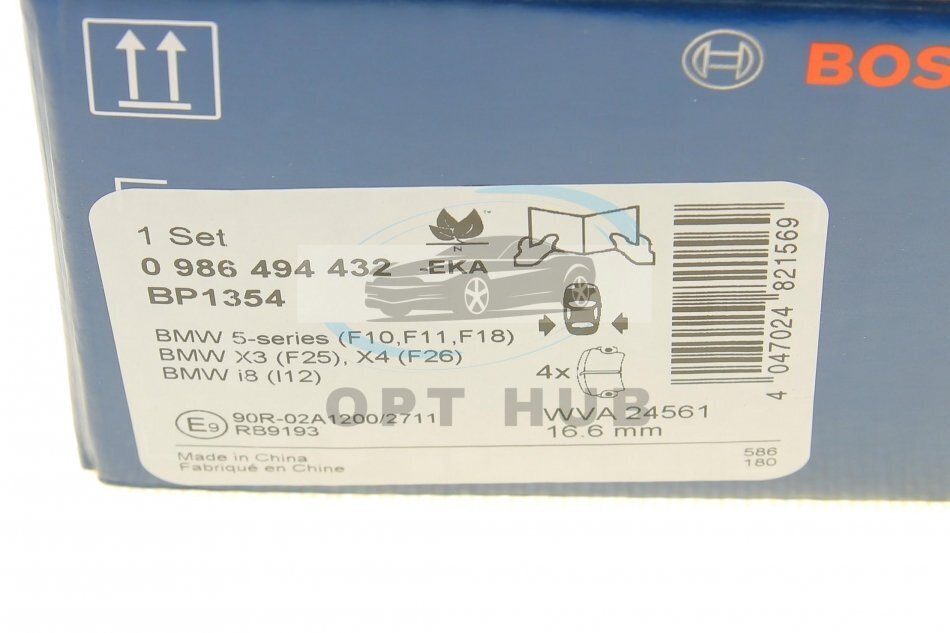 BOS
1 Set
0 986 494 432 -EKA
BP1354
BMW 5-series (F10,F11,F18)
BMW X3 (F25), X4 (F26)
BMW i8 (I12)
4x
E9
90R-02A1200/2711
RB9193
WVA 24561
16.6 mm
Made in China
Fabriqué en Chine
586
180
4 047024 821569
OPT HUB
N
™